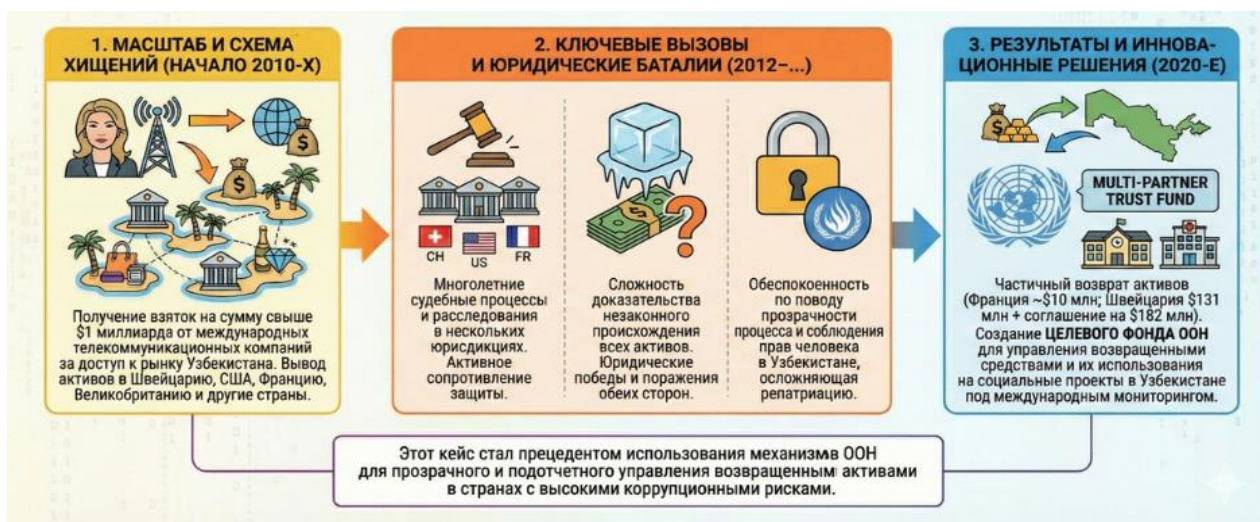 1. МАСШТАБ И СХЕМА
ХИЩЕНИЙ (НАЧАЛО 2010-Х)
$
$
Получение взяток на сумму свыше
$1 миллиарда от международных
телекоммуникационных компаний
за доступ к рынку Узбекистана. Вывод
активов в Швейцарию, США, Францию,
Великобританию и другие страны.
2. КЛЮЧЕВЫЕ ВЫЗОВЫ
И ЮРИДИЧЕСКИЕ БАТАЛИИ (2012–...)
CH
US
FR
Многолетние
судебные процессы
и расследования
в нескольких
юрисдикциях.
Активное
сопротивление
защиты.
?
Сложность
доказательства
незаконного
происхождения
всех активов.
Юридические
победы и поражения
обеих сторон.
Обеспокоенность
по поводу
прозрачности
процесса и соблюдения
прав человека
в Узбекистане,
осложняющая
репатриацию.
3. РЕЗУЛЬТАТЫ И ИННОВА-
ЦИОННЫЕ РЕШЕНИЯ (2020-Е)
$
MULTI-PARTNER
TRUST FUND
Частичный возврат активов
(Франция ~$10 млн; Швейцария $131
млн + соглашение на $182 млн).
Создание ЦЕЛЕВОГО ФОНДА ООН
для управления возвращенными
средствами и их использования
на социальные проекты в Узбекистане
под международным мониторингом.
Этот кейс стал прецедентом использования механизмв ООН
для прозрачного и подотчетного управления возвращенным активами
в странах с высокими коррупционными рисками.